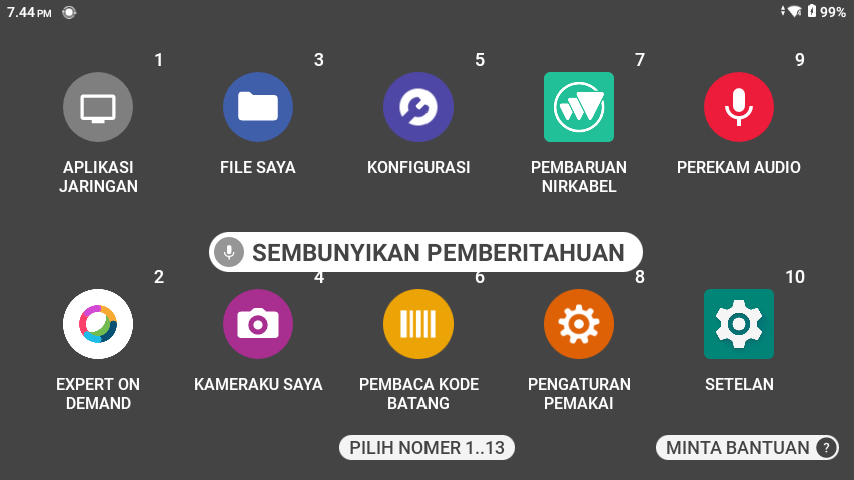 7.44 PM
99%
1
3
5
7
9
APLIKASI
JARINGAN
FILE SAYA
KONFIGURASI
PEMBARUAN
NIRKABEL
PEREKAM AUDIO
SEMBUNYIKAN PEMBERITAHUAN
2
4
6
8
10
EXPERT ON
DEMAND
KAMERAKU SAYA
PEMBACA KODE
BATANG
PENGATURAN
PEMAKAI
SETELAN
PILIH NOMER 1..13
MINTA BANTUAN ?